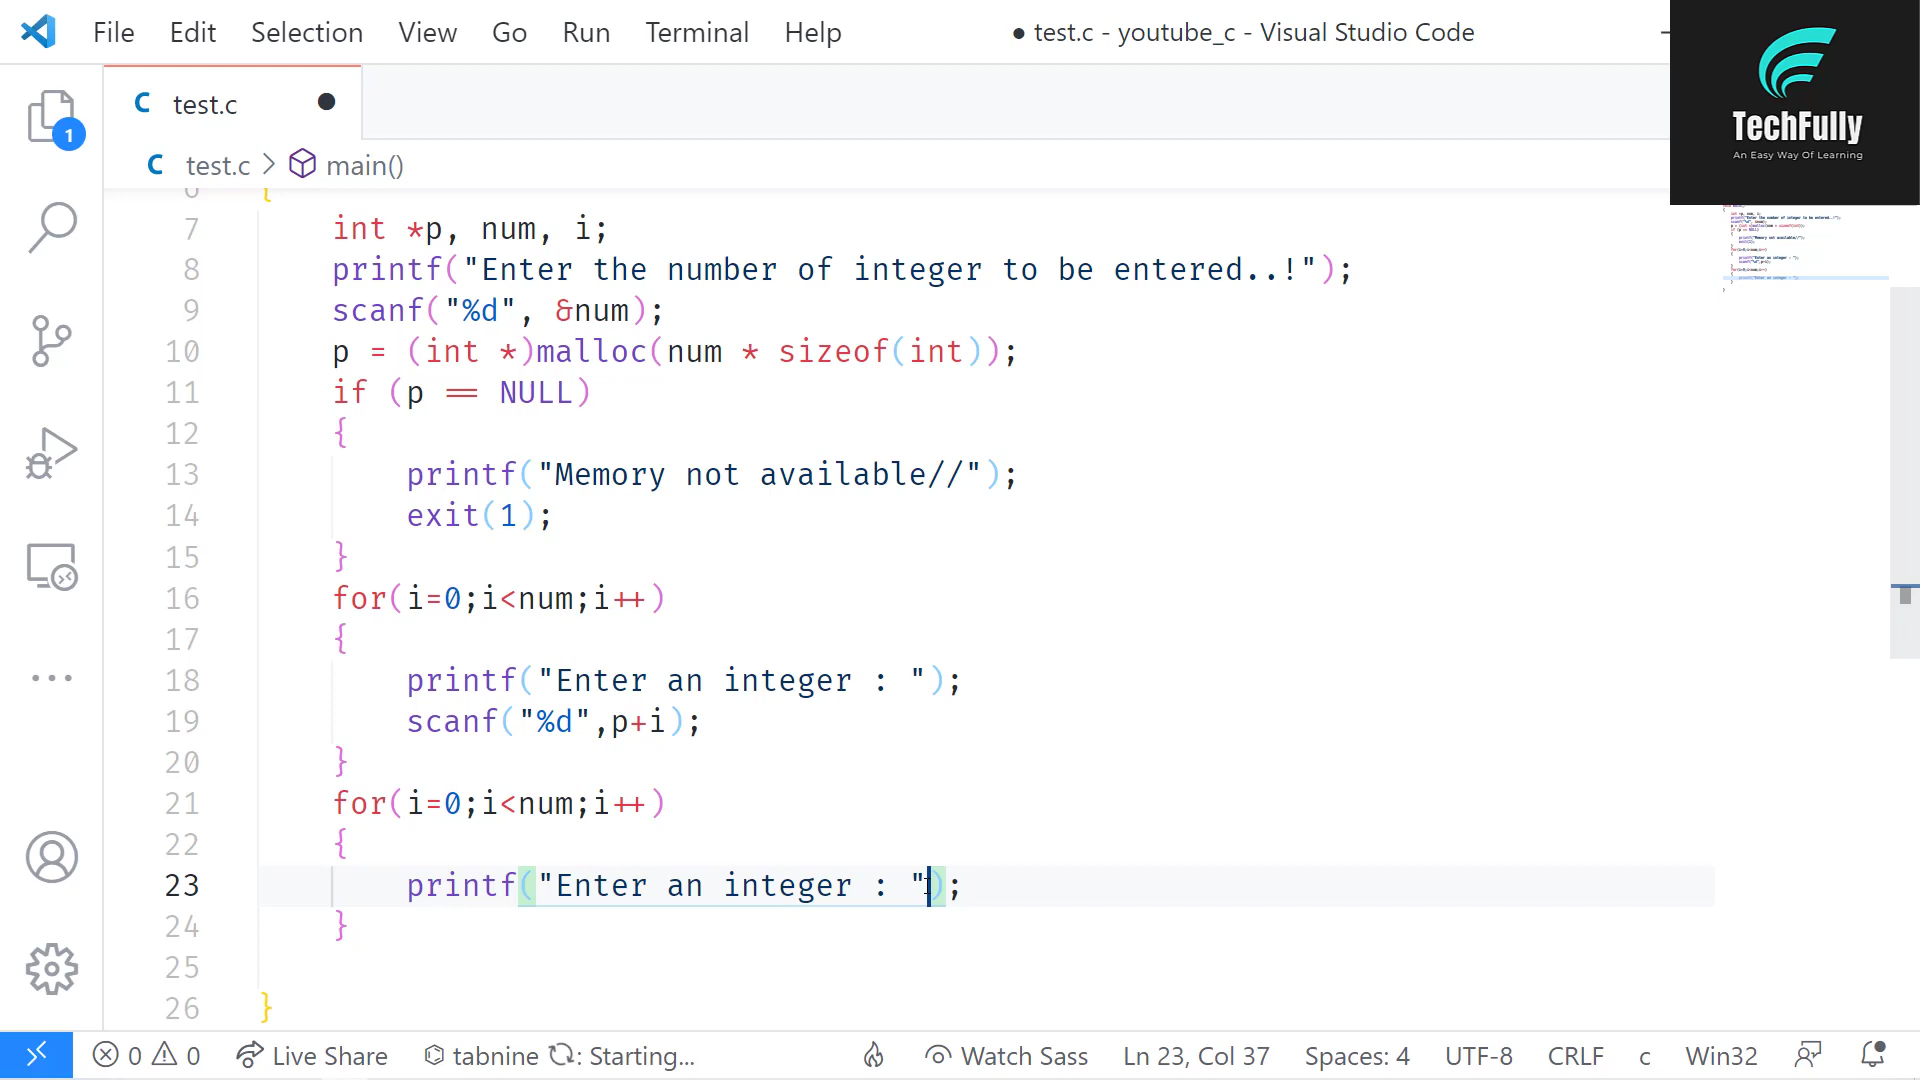 File Edit Selection View Go Run Terminal Help ● test.c - youtube_c - Visual Studio Code
TechFully
An Easy Way Of Learning
1
C test.c ●
C test.c > main()
6 {
7 int *p, num, i;
8 printf("Enter the number of integer to be entered..!");
9 scanf("%d", &num);
10 p = (int *)malloc(num * sizeof(int));
11 if (p == NULL)
12 {
13 printf("Memory not available//");
14 exit(1);
15 }
16 for(i=0;i<num;i++)
17 {
18 printf("Enter an integer : ");
19 scanf("%d",p+i);
20 }
21 for(i=0;i<num;i++)
22 {
23 printf("Enter an integer : ");
24 }
25
26 }
0 0 Live Share tabnine : Starting... Watch Sass Ln 23, Col 37 Spaces: 4 UTF-8 CRLF c Win32